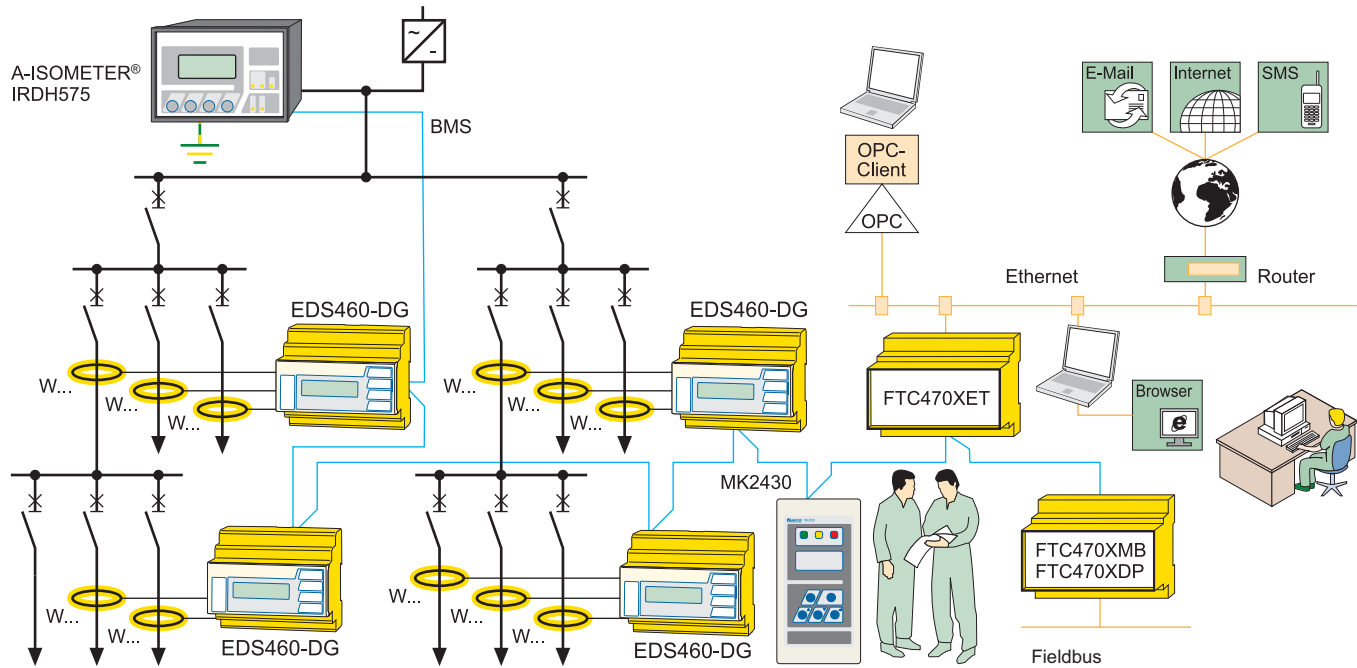 A-ISOMETER®
IRDH575
~
-
BMS
E-Mail
Internet
SMS
OPC-
Client
OPC
Ethernet
Router
EDS460-DG
EDS460-DG
W...
W...
W...
W...
W...
W...
FTC470XET
Browser
e
MK2430
FTC470XMB
FTC470XDP
W...
W...
EDS460-DG
W...
W...
W...
EDS460-DG
Fieldbus